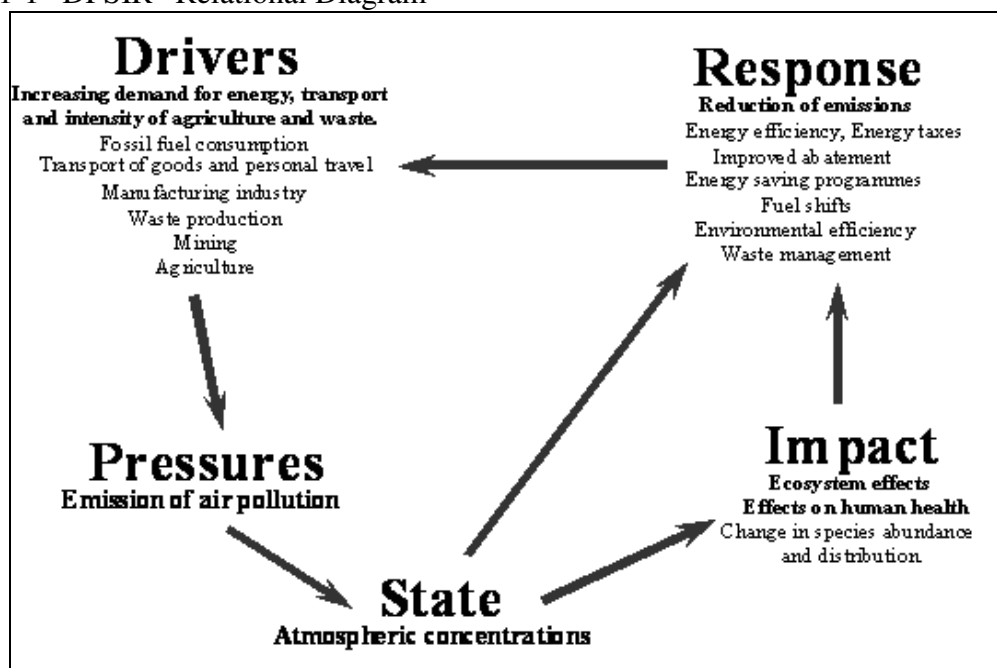 "DPSIR" Relational Diagram
Drivers
Increasing demand for energy, transport
and intensity of agriculture and waste.
Fossil fuel consumption
Transport of goods and personal travel
Manufacturing industry
Waste production
Mining
Agriculture
Response
Reduction of emissions
Energy efficiency, Energy taxes
Improved abatement
Energy saving programmes
Fuel shifts
Environmental efficiency
Waste management
Pressures
Emission of air pollution
State
Atmospheric concentrations
Impact
Ecosystem effects
Effects on human health
Change in species abundance
and distribution